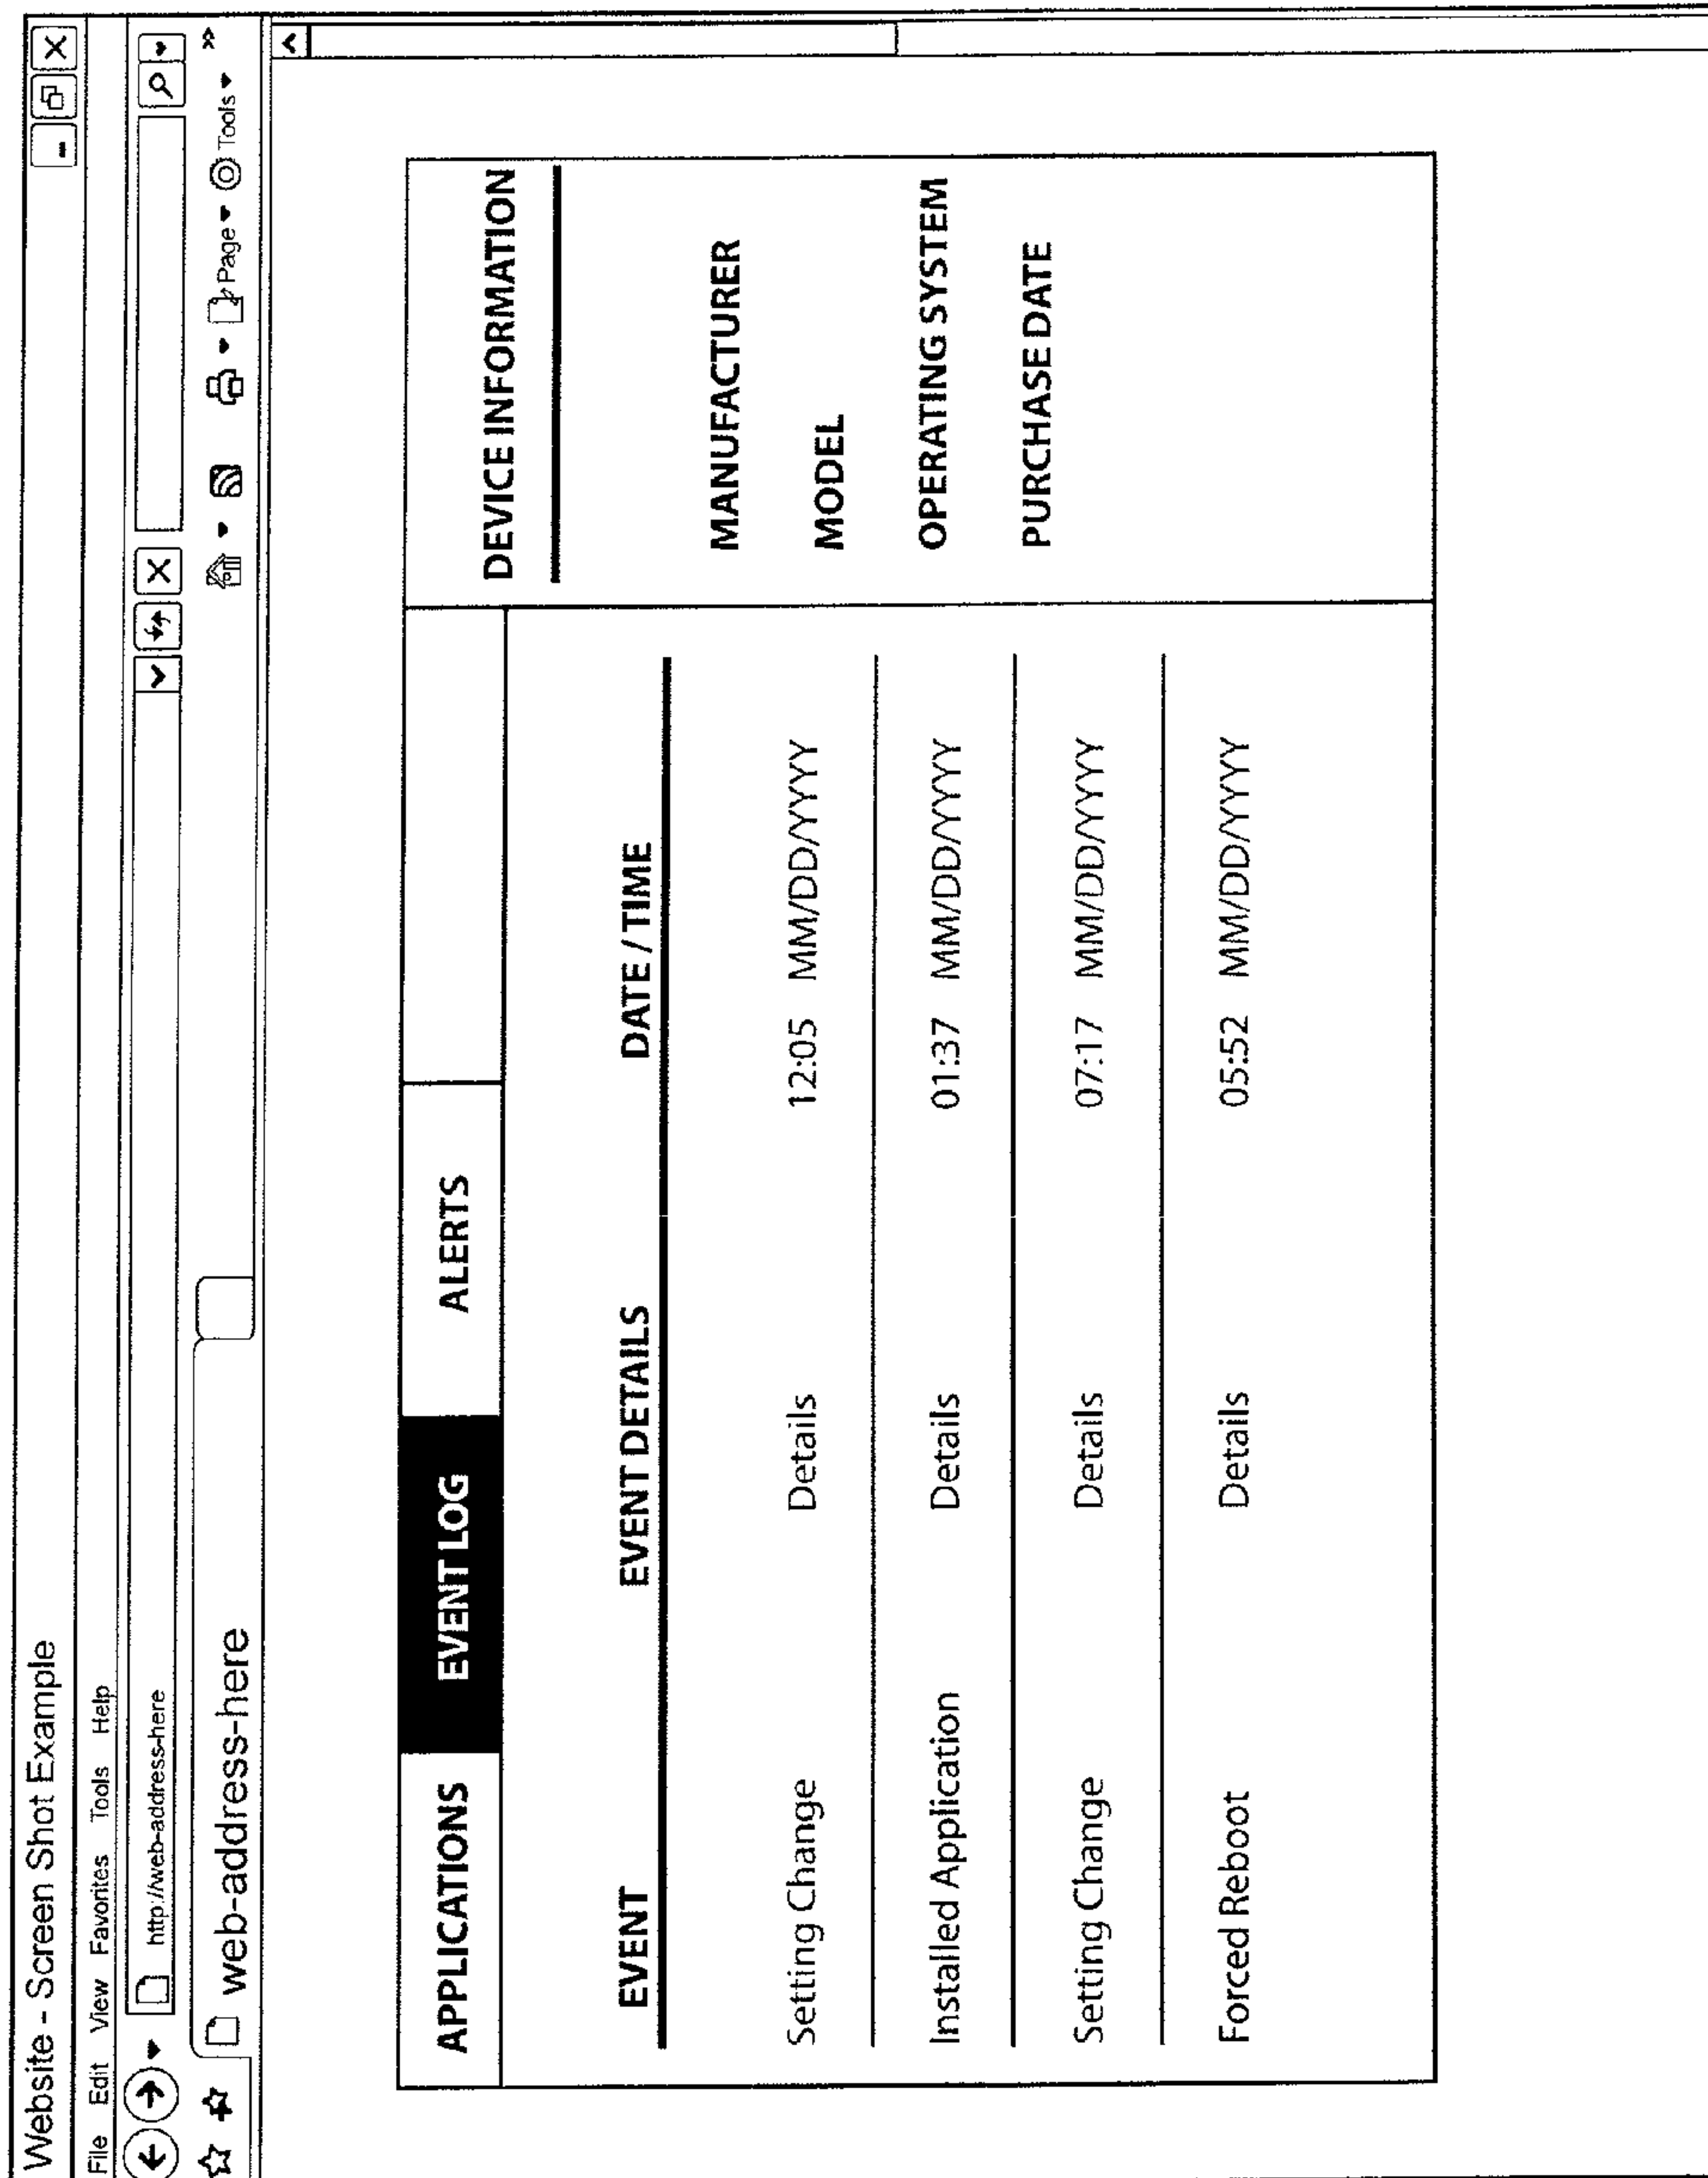 Website - Screen Shot Example
File Edit View Favorites Tools Help
http://web-address-here
web-address-here
Page Tools
APPLICATIONS EVENT LOG ALERTS
DEVICE INFORMATION
EVENT EVENT DETAILS DATE / TIME
Setting Change Details 12:05 MM/DD/YYYY
Installed Application Details 01:37 MM/DD/YYYY
Setting Change Details 07:17 MM/DD/YYYY
Forced Reboot Details 05:52 MM/DD/YYYY
MANUFACTURER
MODEL
OPERATING SYSTEM
PURCHASE DATE